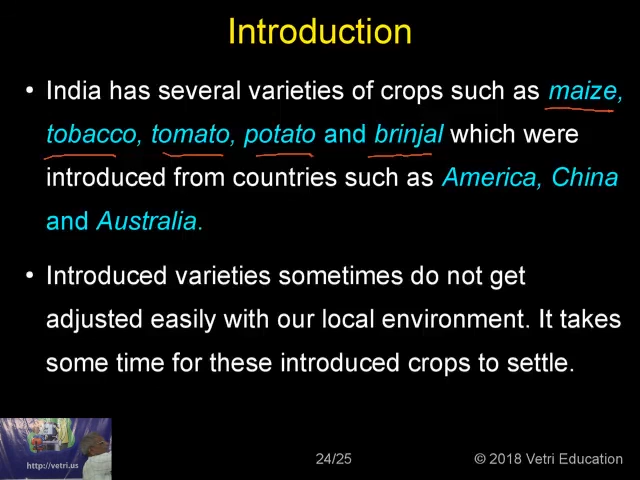 Introduction
• India has several varieties of crops such as maize,
tobacco, tomato, potato and brinjal which were
introduced from countries such as America, China
and Australia.
• Introduced varieties sometimes do not get
adjusted easily with our local environment. It takes
some time for these introduced crops to settle.
http://vetri.us
24/25
© 2018 Vetri Education